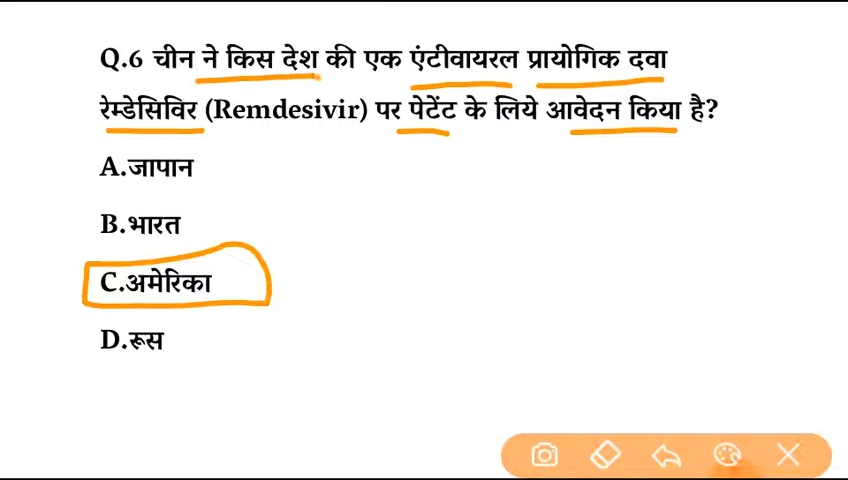 Q.6 चीन ने किस देश की एक एंटीवायरल प्रायोगिक दवा
रेम्डेसिविर (Remdesivir) पर पेटेंट के लिये आवेदन किया है?
A.जापान
B.भारत
C.अमेरिका
D.रूस